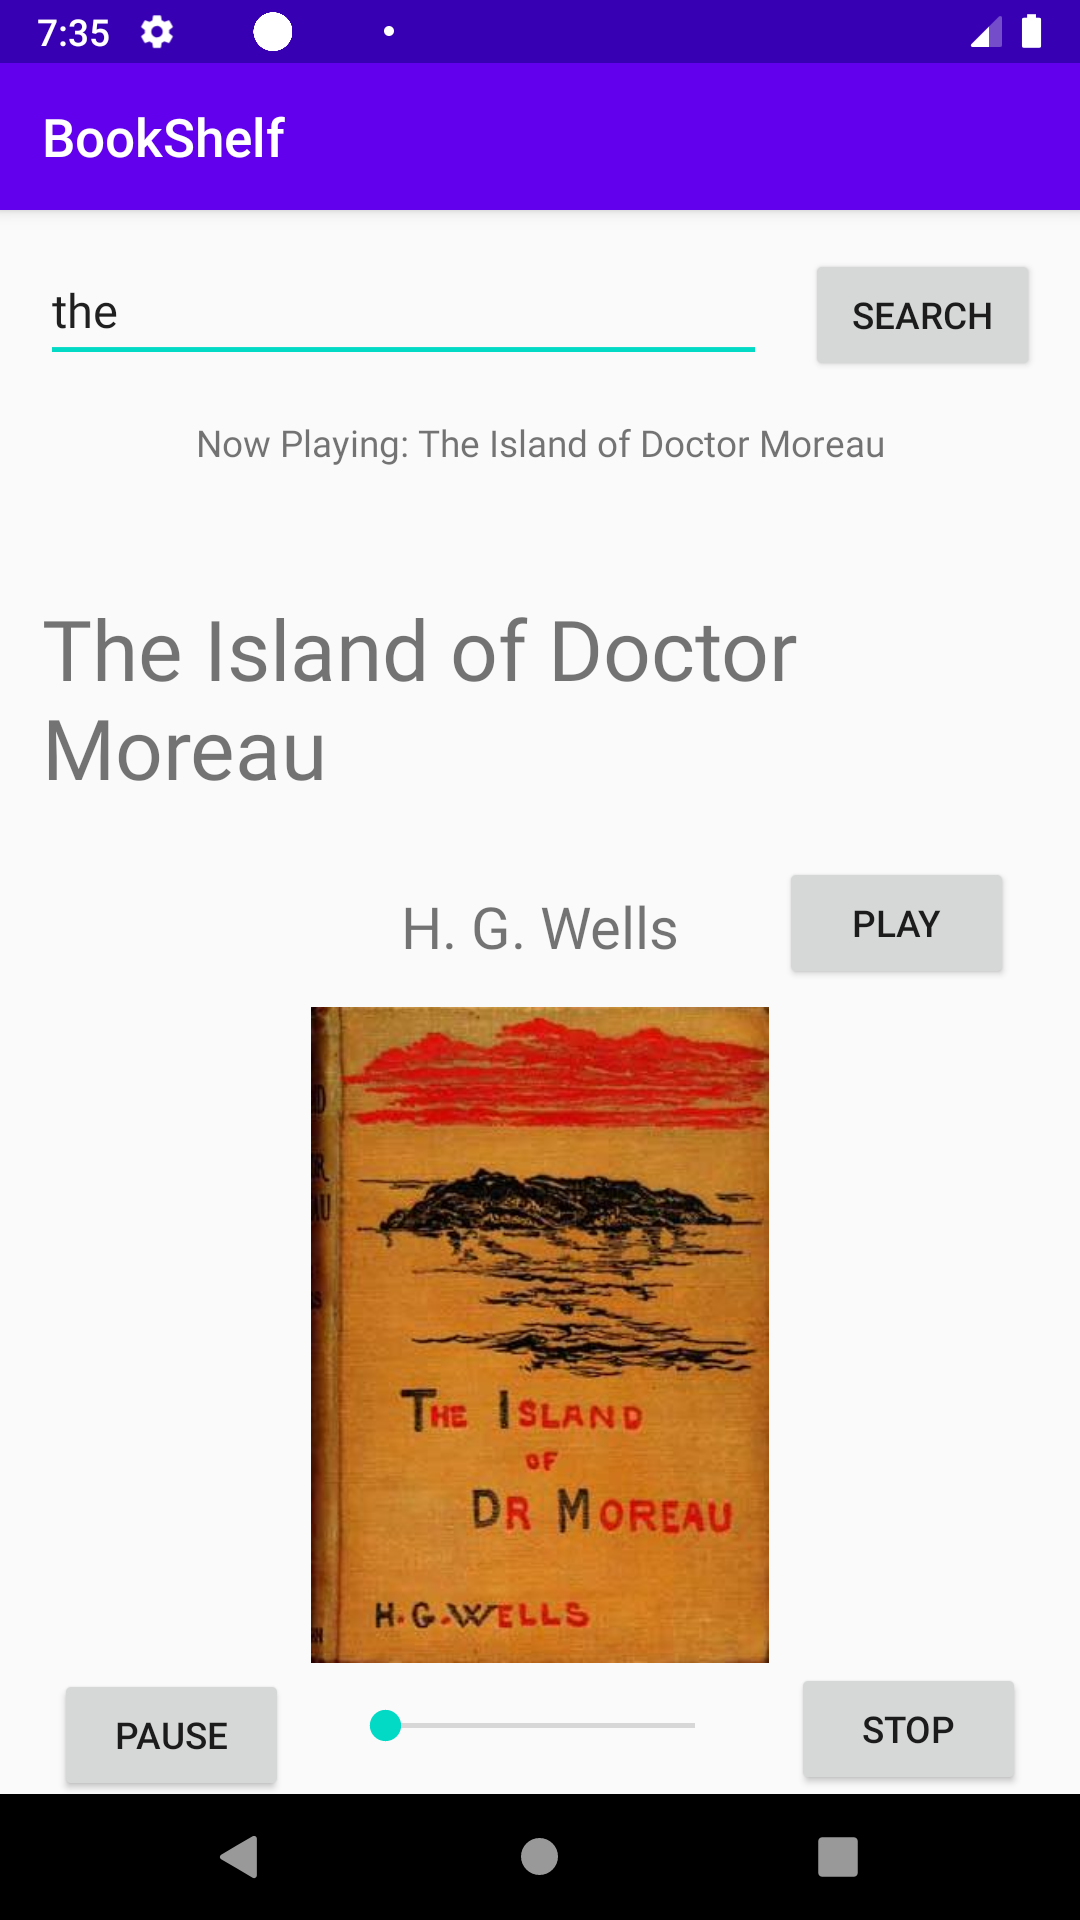 7:35
BookShelf
the
SEARCH
Now Playing: The Island of Doctor Moreau
The Island of Doctor
Moreau
H. G. Wells
PLAY
THE ISLAND
OF
DR MOREAU
H.G.WELLS
PAUSE
STOP